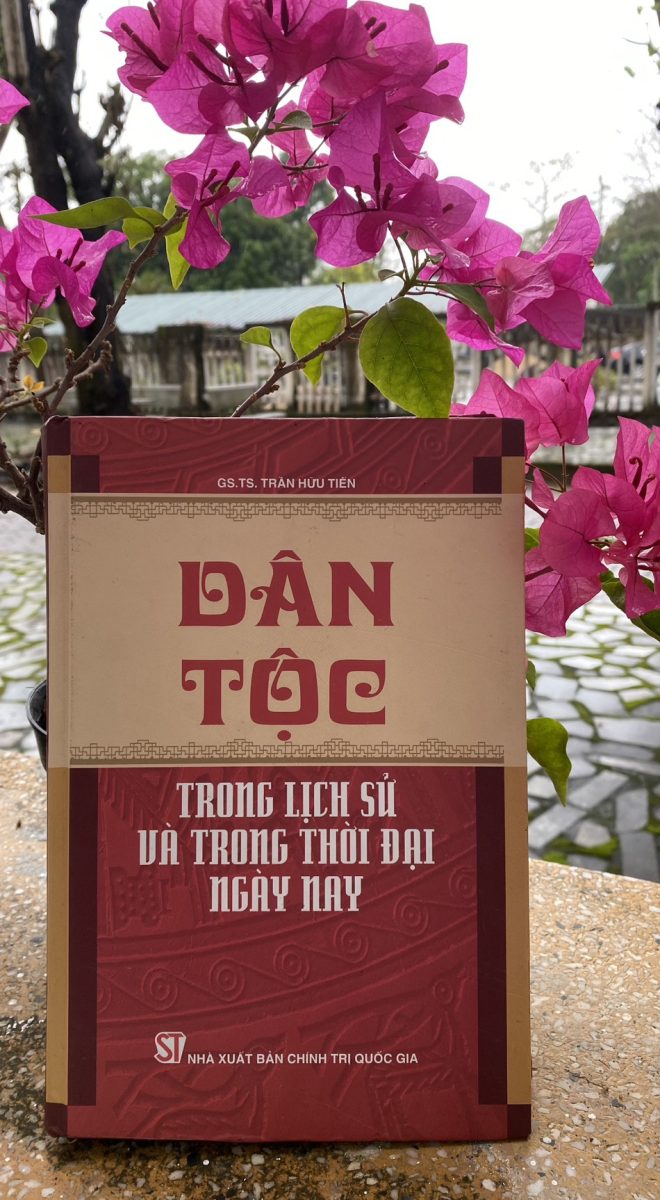 GS.TS. TRẦN HỮU TIẾN
DÂN
TỘC
TRONG LỊCH SỬ
VÀ TRONG THỜI ĐẠI
NGÀY NAY
ST NHÀ XUẤT BẢN CHÍNH TRỊ QUỐC GIA